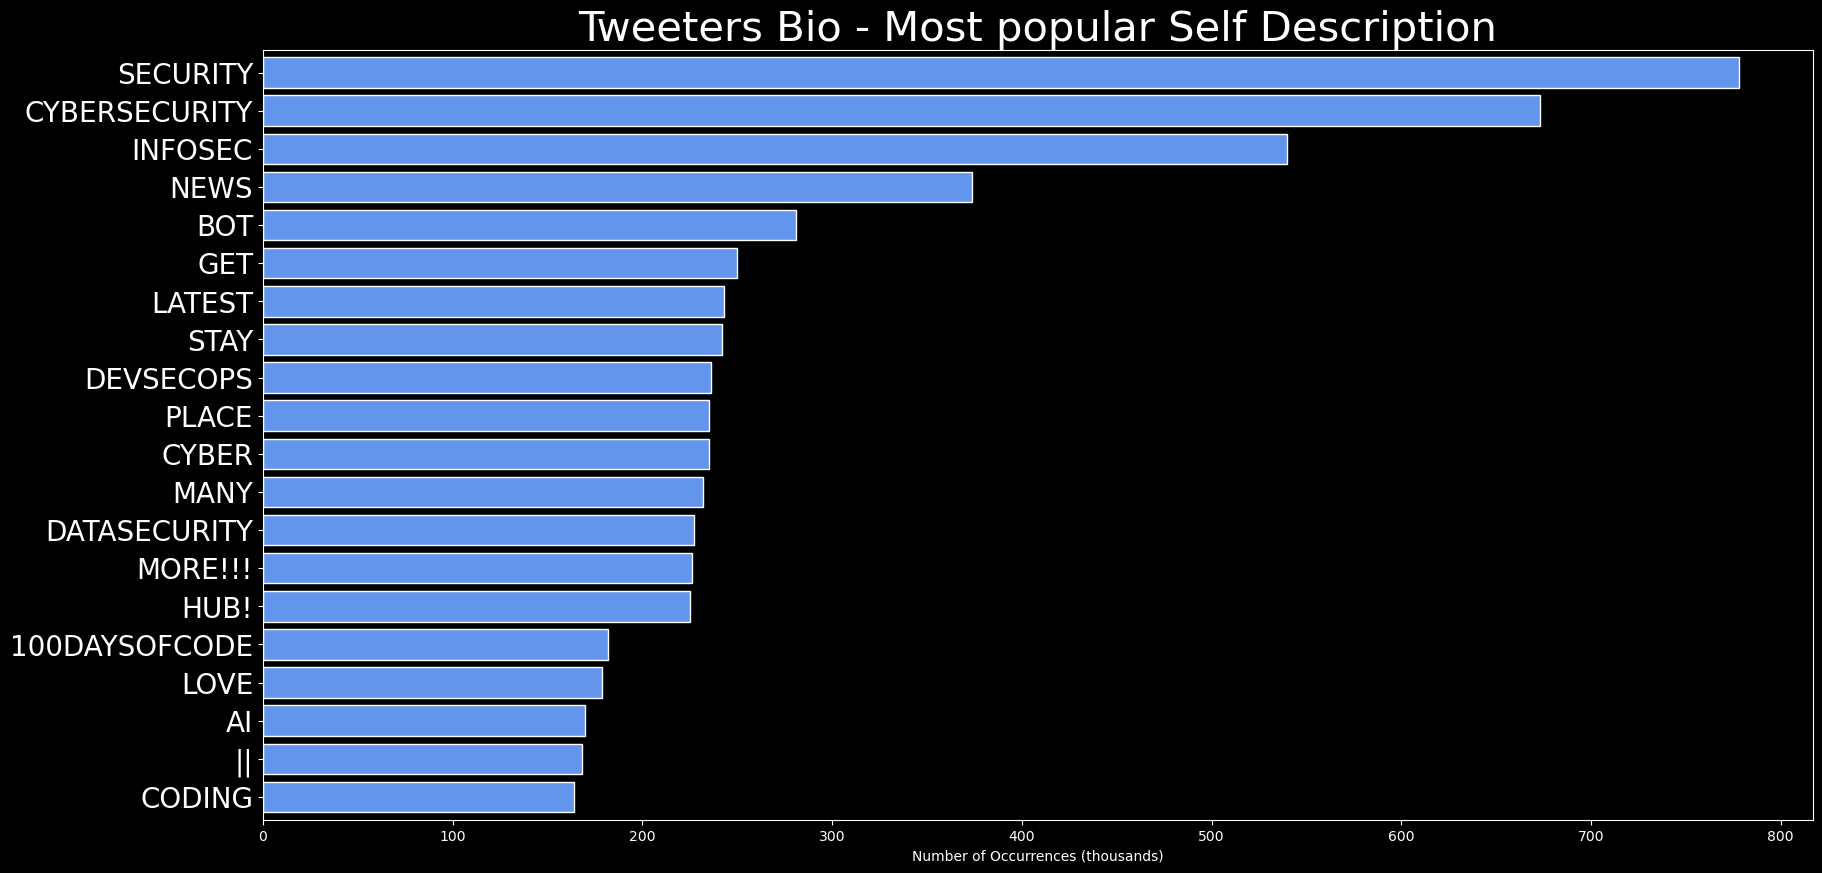 Tweeters Bio - Most popular Self Description
SECURITY
CYBERSECURITY
INFOSEC
NEWS
BOT
GET
LATEST
STAY
DEVSECOPS
PLACE
CYBER
MANY
DATASECURITY
MORE!!!
HUB!
100DAYSOFCODE
LOVE
AI
||
CODING
0 100 200 300 400 500 600 700 800
Number of Occurrences (thousands)